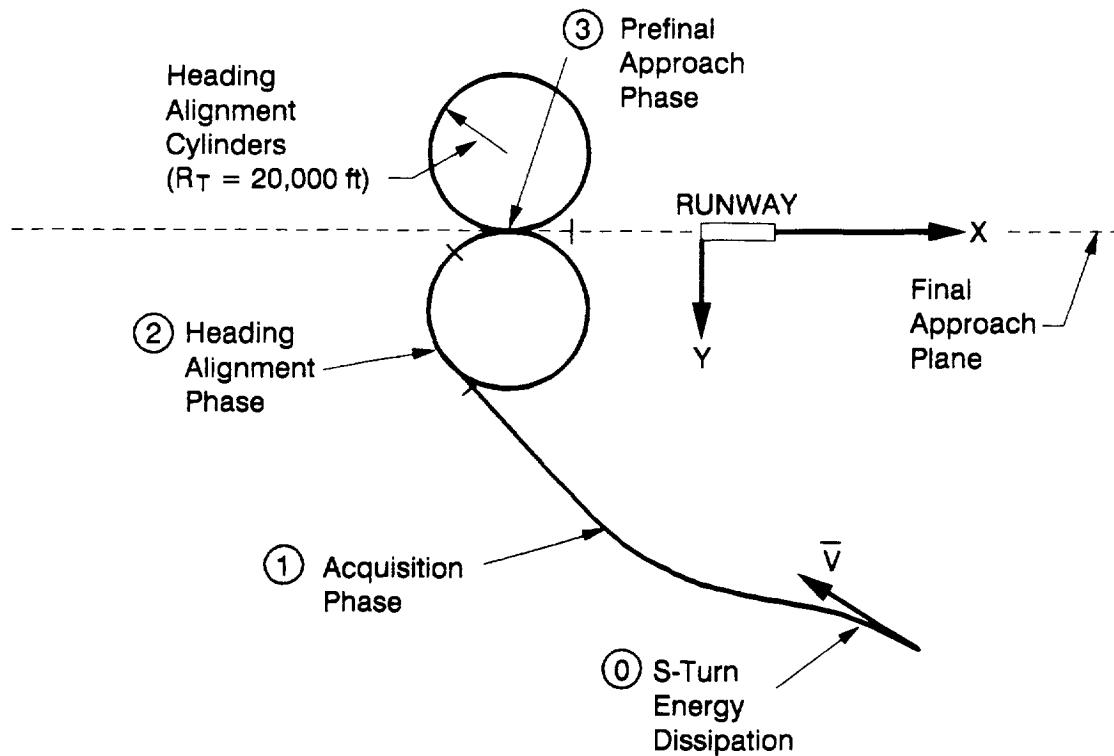 3 Prefinal
Approach
Phase
Heading
Alignment
Cylinders
(RT = 20,000 ft)
RUNWAY
X
Y
Final
Approach
Plane
2 Heading
Alignment
Phase
1 Acquisition
Phase
V̅
0 S-Turn
Energy
Dissipation